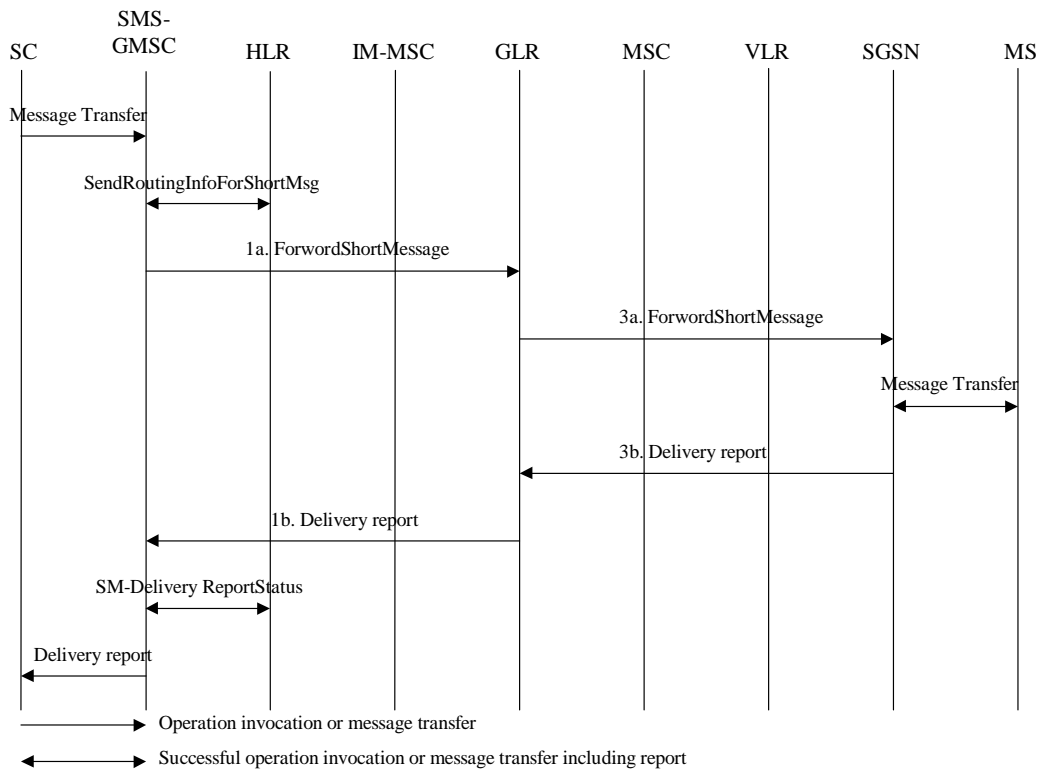 SMS-
GMSC
SC HLR IM-MSC GLR MSC VLR SGSN MS
Message Transfer
SendRoutingInfoForShortMsg
1a. ForwordShortMessage
3a. ForwordShortMessage
Message Transfer
3b. Delivery report
1b. Delivery report
SM-Delivery ReportStatus
Delivery report
Operation invocation or message transfer
Successful operation invocation or message transfer including report